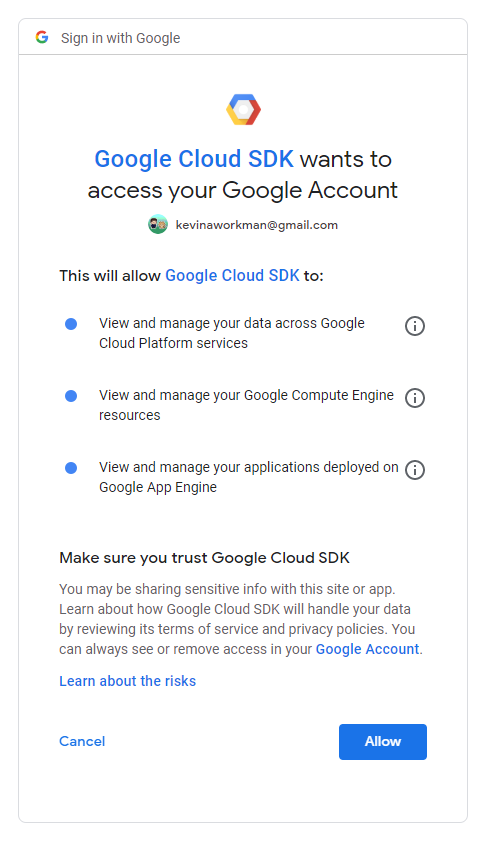 Sign in with Google
Google Cloud SDK wants to
access your Google Account
kevinaworkman@gmail.com
This will allow Google Cloud SDK to:
View and manage your data across Google
Cloud Platform services
View and manage your Google Compute Engine
resources
View and manage your applications deployed on
Google App Engine
Make sure you trust Google Cloud SDK
You may be sharing sensitive info with this site or app.
Learn about how Google Cloud SDK will handle your data
by reviewing its terms of service and privacy policies. You
can always see or remove access in your Google Account.
Learn about the risks
Cancel
Allow